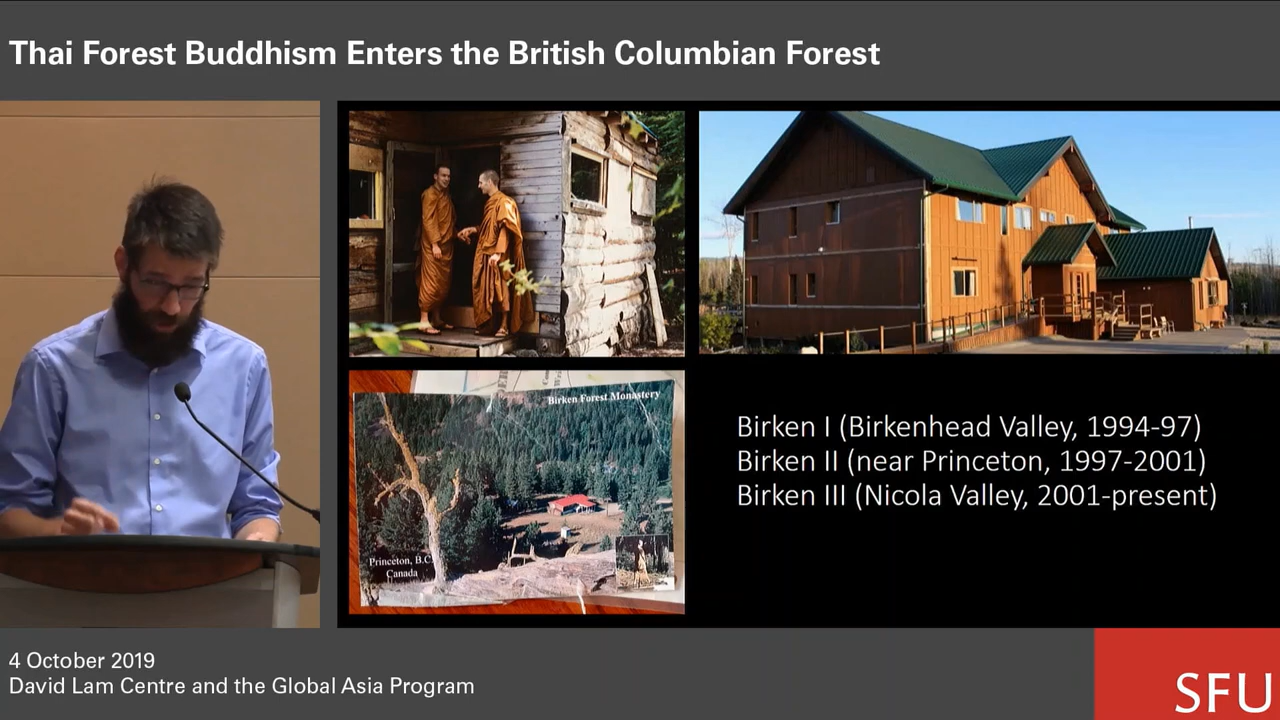 Thai Forest Buddhism Enters the British Columbian Forest
Birken Forest Monastery
Princeton, B.C.
Canada
Birken I (Birkenhead Valley, 1994-97)
Birken II (near Princeton, 1997-2001)
Birken III (Nicola Valley, 2001-present)
4 October 2019
David Lam Centre and the Global Asia Program
SFU